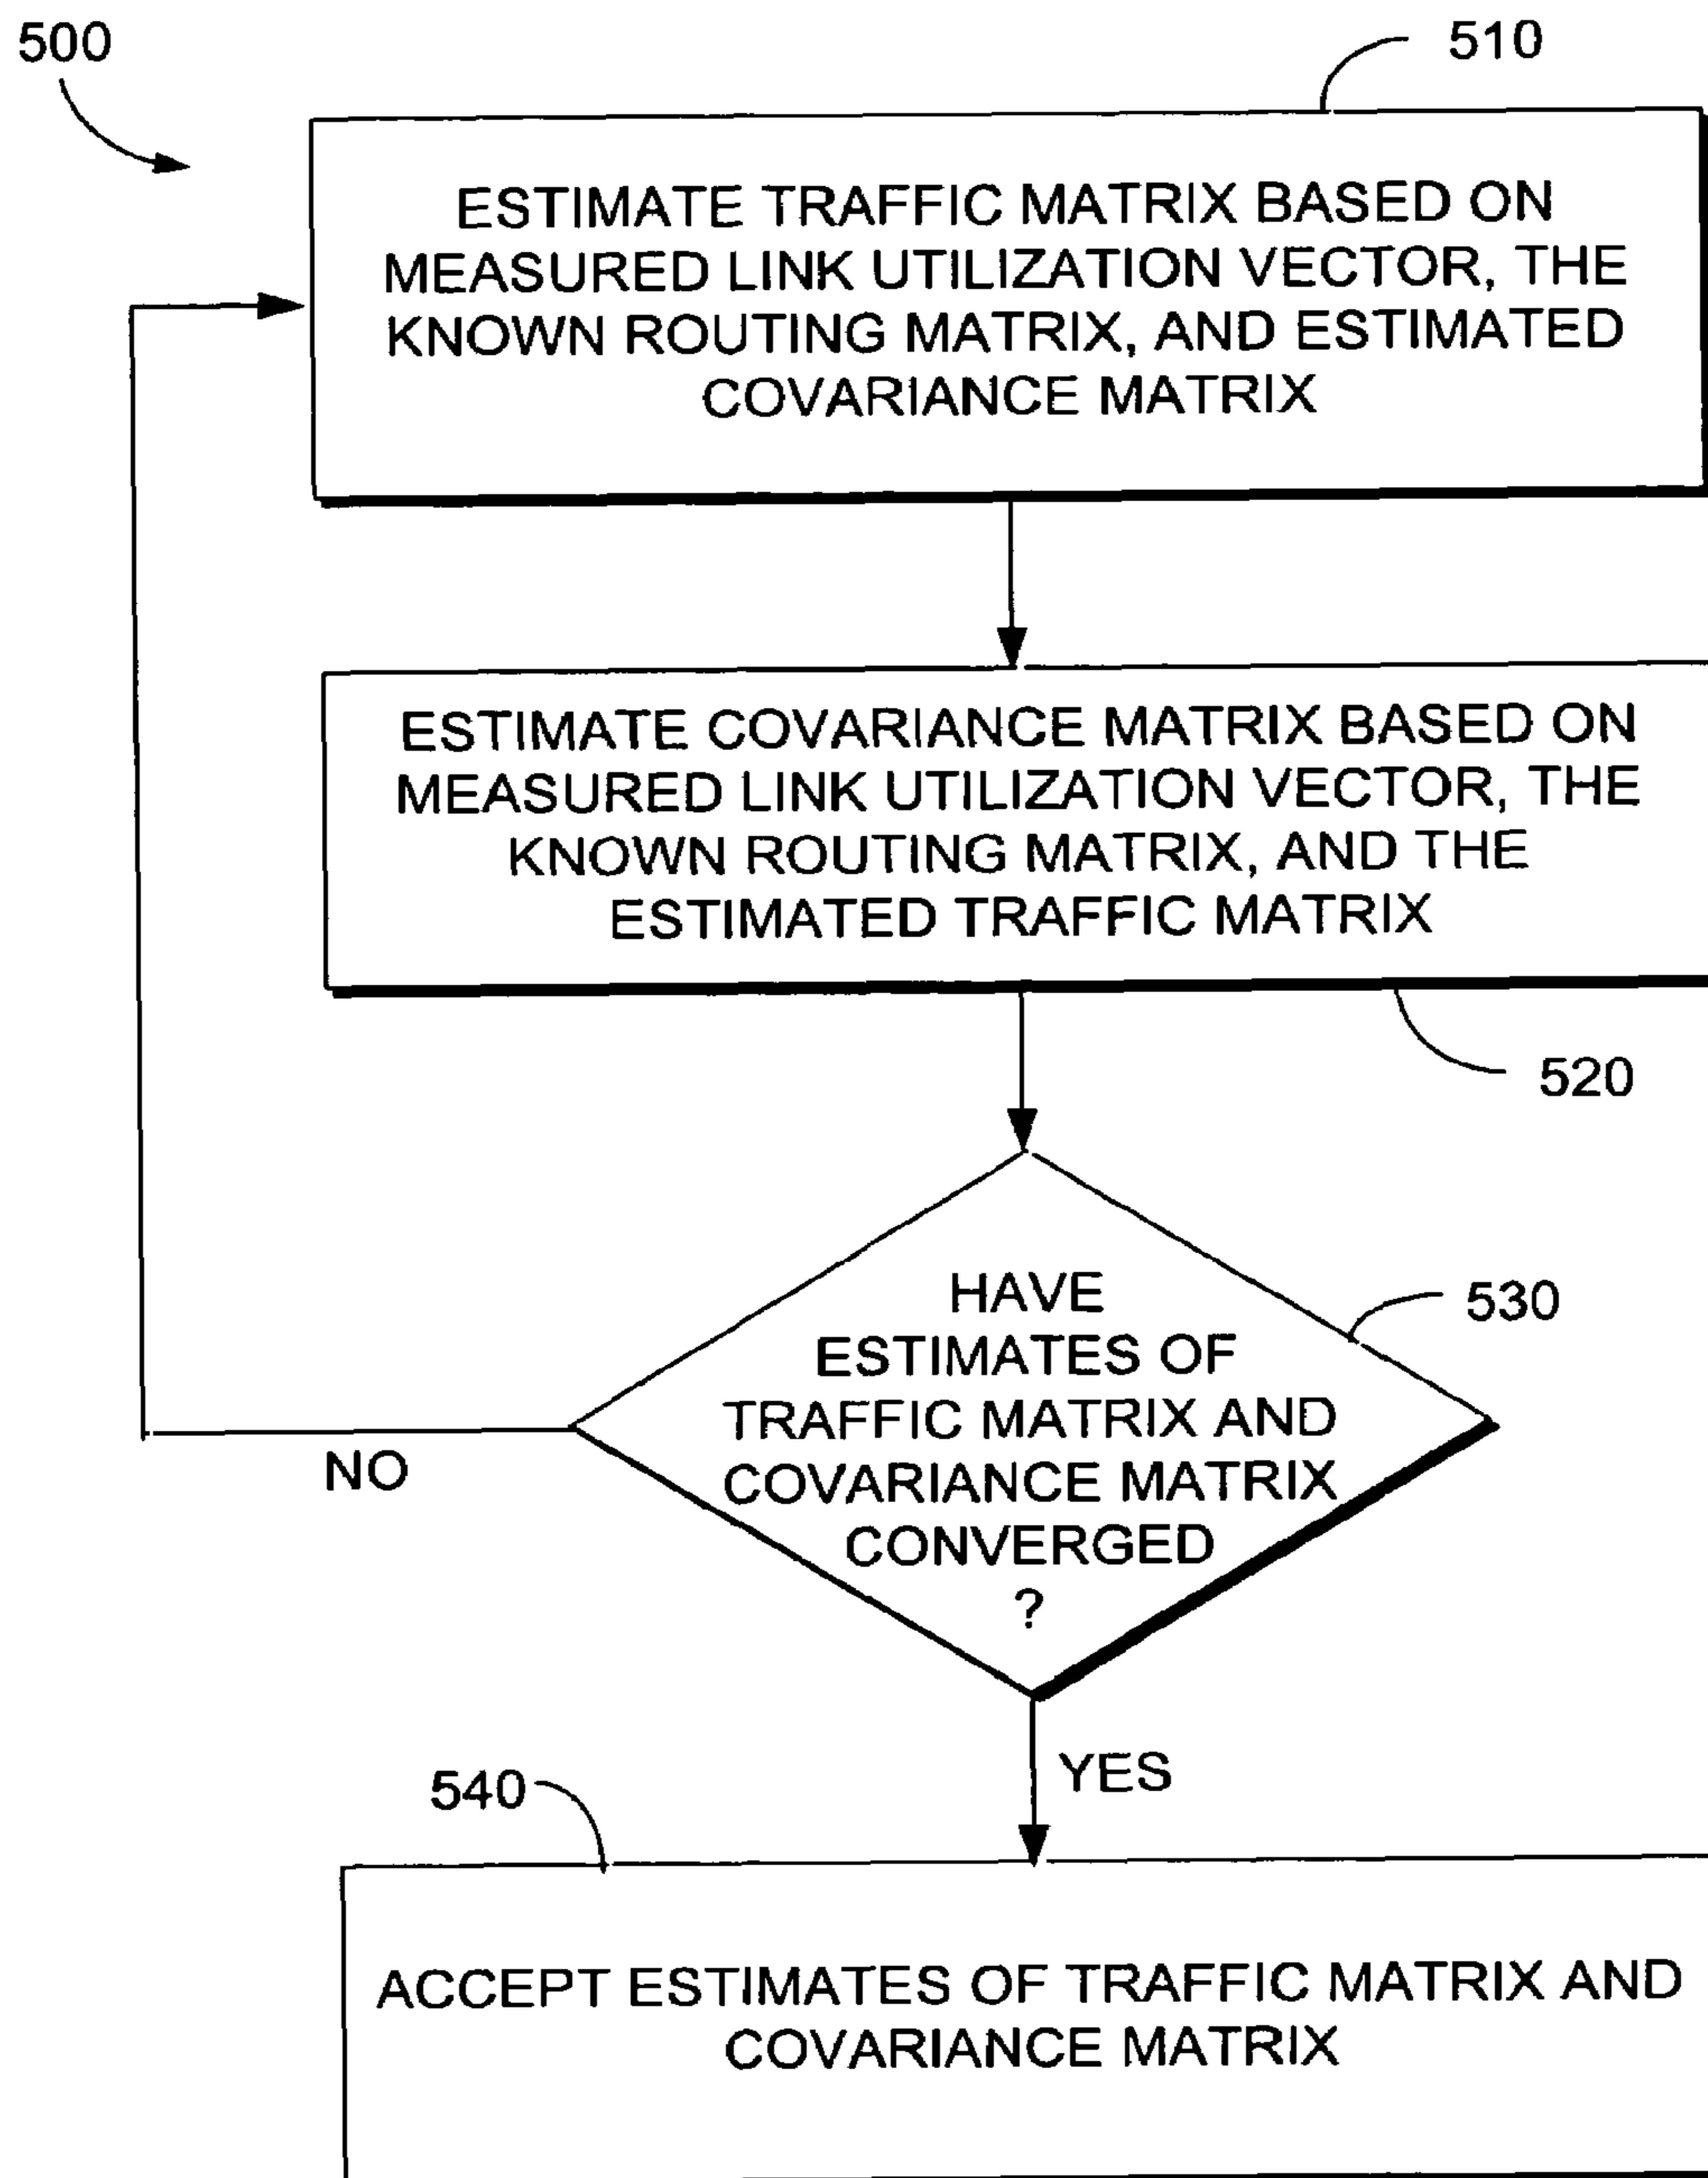 500
510
ESTIMATE TRAFFIC MATRIX BASED ON
MEASURED LINK UTILIZATION VECTOR, THE
KNOWN ROUTING MATRIX, AND ESTIMATED
COVARIANCE MATRIX
ESTIMATE COVARIANCE MATRIX BASED ON
MEASURED LINK UTILIZATION VECTOR, THE
KNOWN ROUTING MATRIX, AND THE
ESTIMATED TRAFFIC MATRIX
520
530
HAVE
ESTIMATES OF
TRAFFIC MATRIX AND
COVARIANCE MATRIX
CONVERGED
?
NO
YES
540
ACCEPT ESTIMATES OF TRAFFIC MATRIX AND
COVARIANCE MATRIX